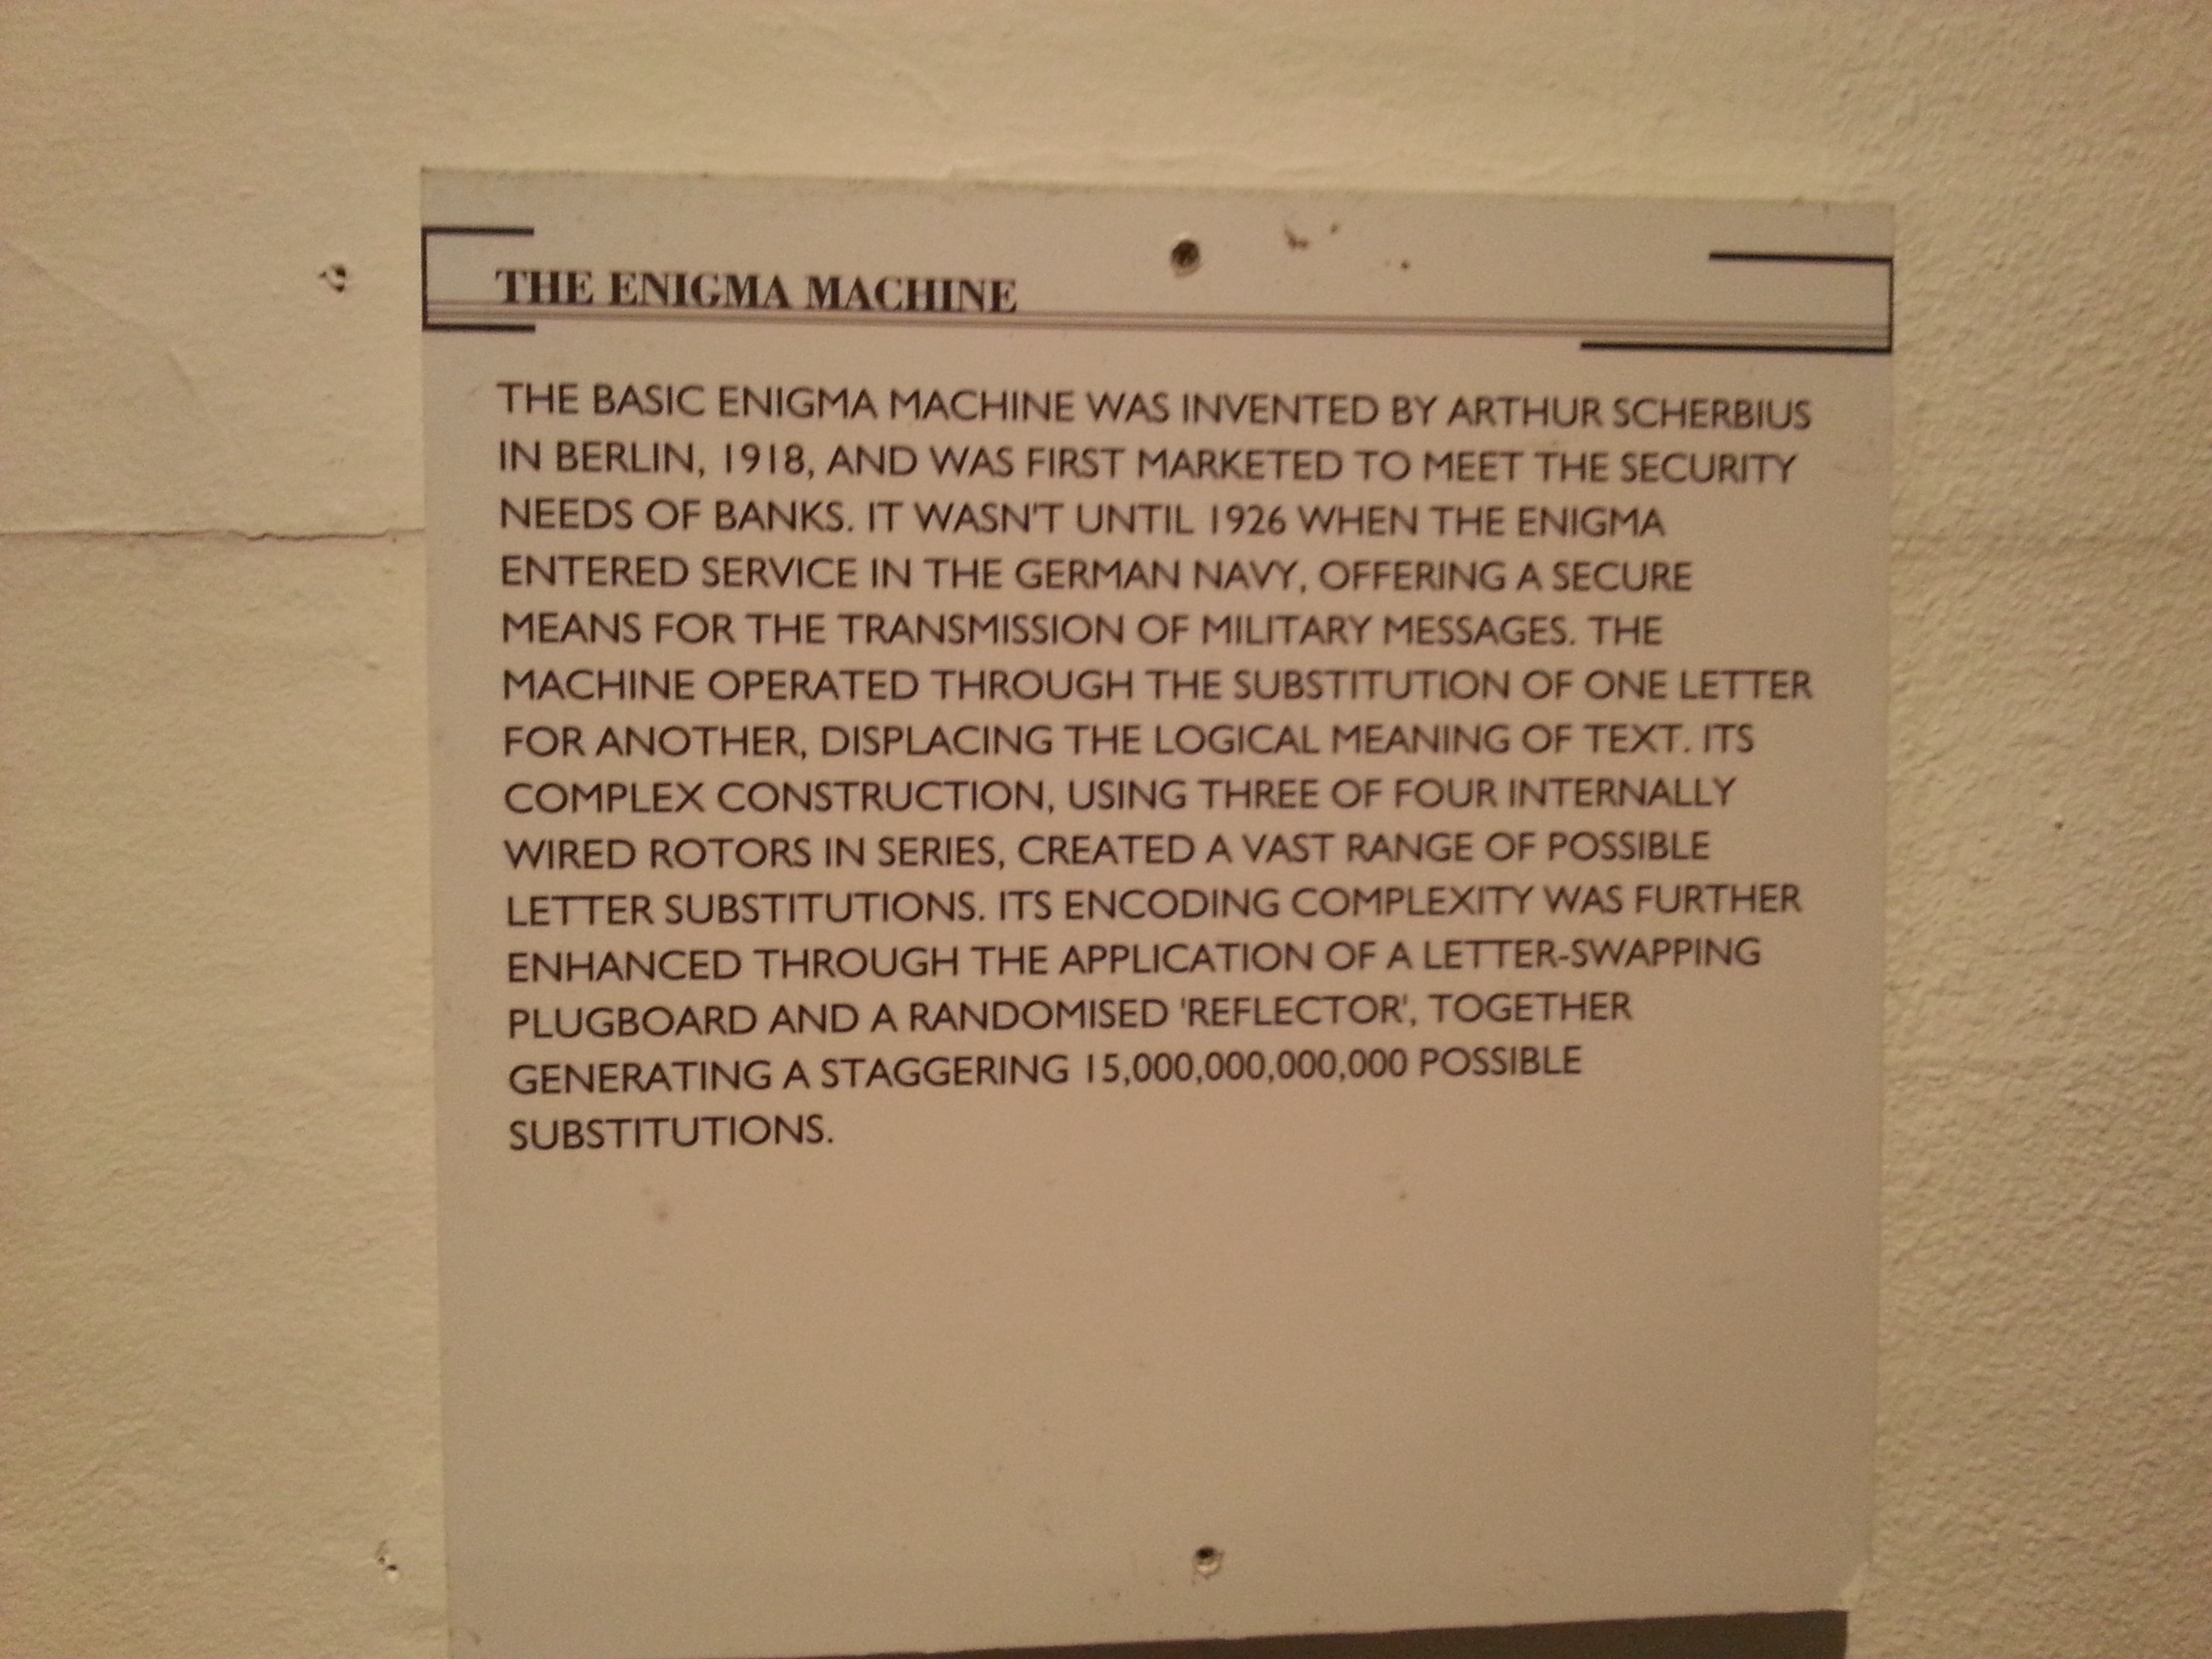 THE ENIGMA MACHINE
THE BASIC ENIGMA MACHINE WAS INVENTED BY ARTHUR SCHERBIUS
IN BERLIN, 1918, AND WAS FIRST MARKETED TO MEET THE SECURITY
NEEDS OF BANKS. IT WASN'T UNTIL 1926 WHEN THE ENIGMA
ENTERED SERVICE IN THE GERMAN NAVY, OFFERING A SECURE
MEANS FOR THE TRANSMISSION OF MILITARY MESSAGES. THE
MACHINE OPERATED THROUGH THE SUBSTITUTION OF ONE LETTER
FOR ANOTHER, DISPLACING THE LOGICAL MEANING OF TEXT. ITS
COMPLEX CONSTRUCTION, USING THREE OF FOUR INTERNALLY
WIRED ROTORS IN SERIES, CREATED A VAST RANGE OF POSSIBLE
LETTER SUBSTITUTIONS. ITS ENCODING COMPLEXITY WAS FURTHER
ENHANCED THROUGH THE APPLICATION OF A LETTER-SWAPPING
PLUGBOARD AND A RANDOMISED 'REFLECTOR', TOGETHER
GENERATING A STAGGERING 15,000,000,000,000 POSSIBLE
SUBSTITUTIONS.